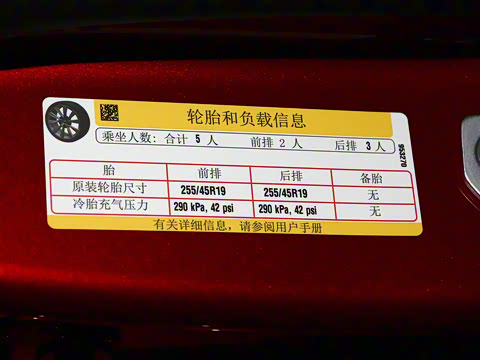 轮胎和负载信息
乘坐人数：合计 5 人 前排 2 人 后排 3 人
953270
胎 前排 后排 备胎
原装轮胎尺寸 255/45R19 255/45R19 无
冷胎充气压力 290 kPa, 42 psi 290 kPa, 42 psi 无
有关详细信息，请参阅用户手册